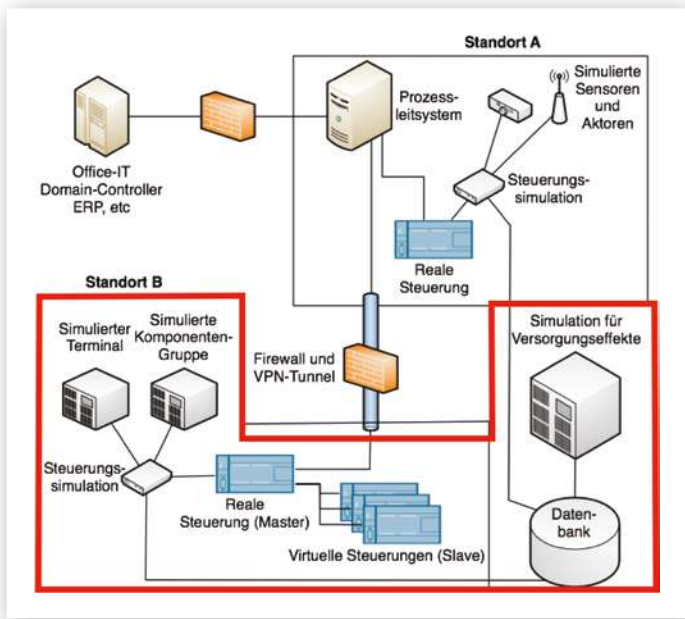 Standort A
Simulierte
Sensoren
und
Aktoren
Prozess-
leitsystem
Office-IT
Domain-Controller
ERP, etc
Steuerungs-
simulation
Reale
Steuerung
Standort B
Simulierter
Terminal
Simulierte
Komponenten-
Gruppe
Firewall und
VPN-Tunnel
Simulation für
Versorgungseffekte
Steuerungs-
simulation
Reale
Steuerung (Master)
Virtuelle Steuerungen (Slave)
Daten-
bank